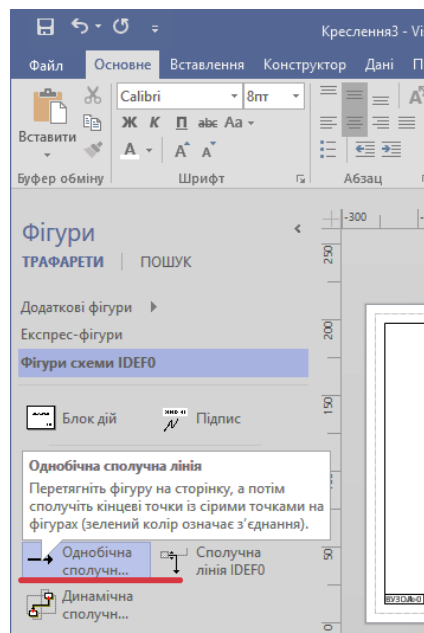 Креслення3 - Vi
Файл Основне Вставлення Конструктор Дані П
Вставити
Calibri 8пт
Ж К П abc Aa
A A A
Буфер обміну Шрифт Абзац
Фігури
ТРАФАРЕТИ ПОШУК
Додаткові фігури
Експрес-фігури
Фігури схеми IDEF0
Блок дій Підпис
Однобічна сполучна лінія
Перетягніть фігуру на сторінку, а потім
сполучіть кінцеві точки із сірими точками на
фігурах (зелений колір означає з'єднання).
Однобічна
сполучн...
Сполучна
лінія IDEF0
Динамічна
сполучн...
-300
250
200
150
50
0